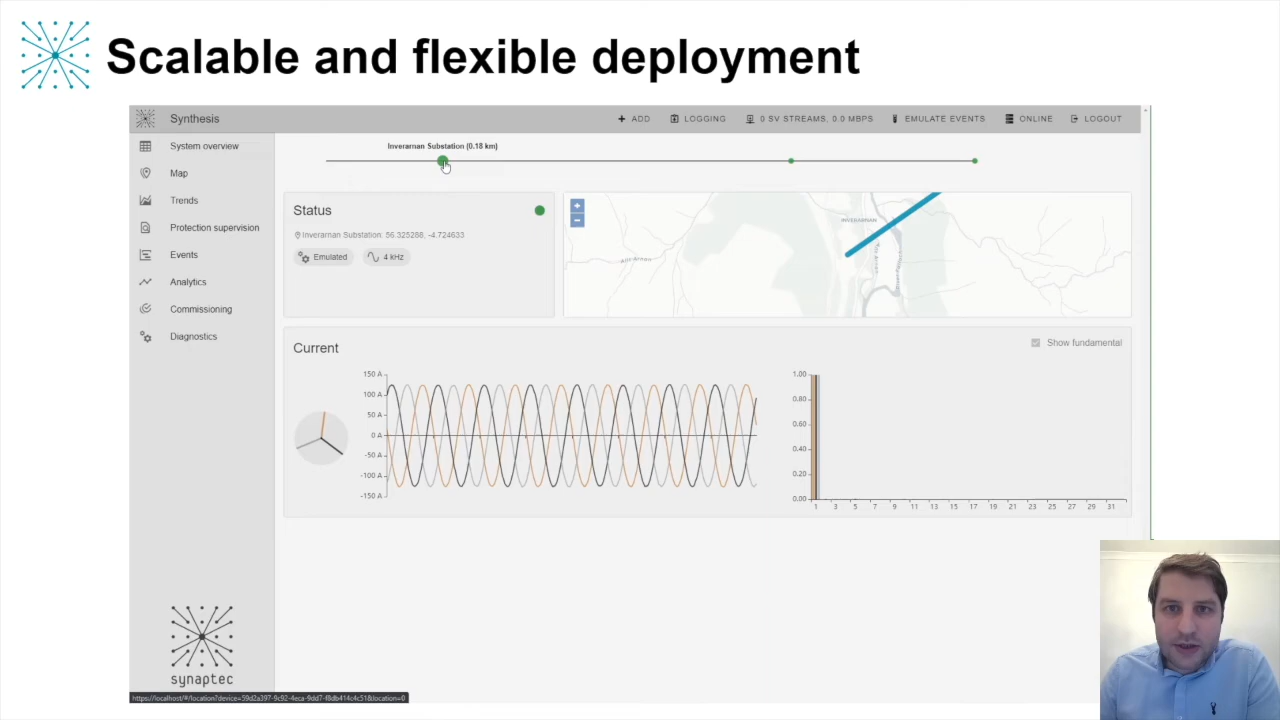 Scalable and flexible deployment
Synthesis
ADD
LOGGING
0 SV STREAMS, 0.0 MBPS
EMULATE EVENTS
ONLINE
LOGOUT
System overview
Map
Trends
Protection supervision
Events
Analytics
Commissioning
Diagnostics
Inverarnan Substation (0.18 km)
Status
Inverarnan Substation: 56.325288, -4.724633
Emulated
4 kHz
+
−
INVERARNAN
Current
Show fundamental
150 A
100 A
50 A
0 A
-50 A
-100 A
-150 A
1.00
0.80
0.60
0.40
0.20
0.00
1 3 5 7 9 11 13 15 17 19 21 23 25 27 29 31
synaptec